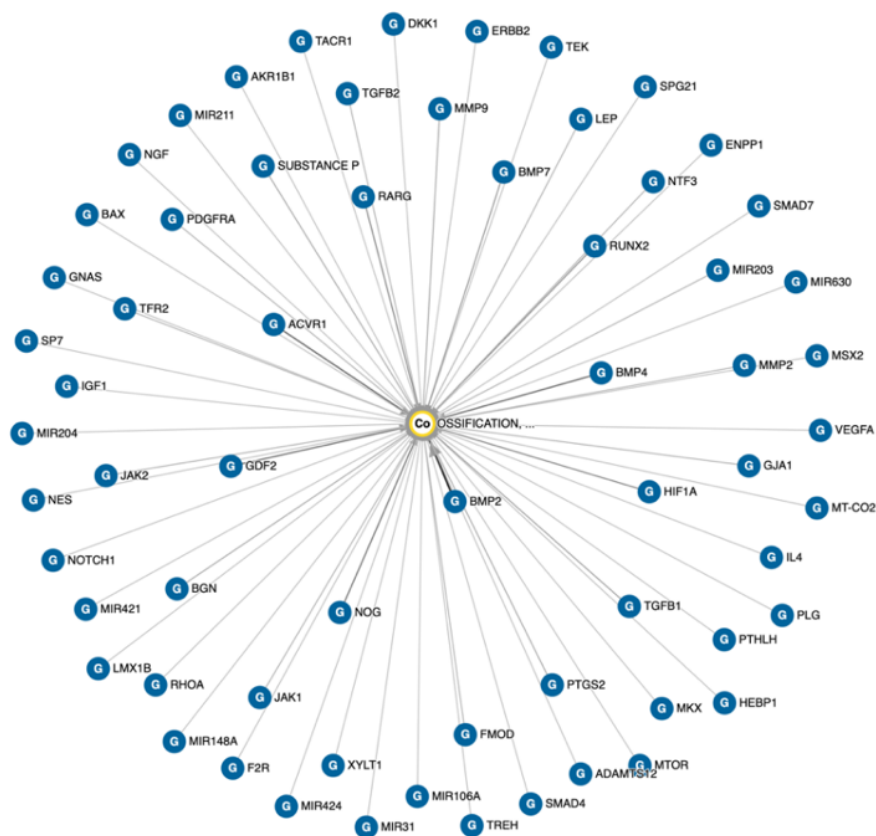 G DKK1
G ERBB2
G TACR1
G TEK
G AKR1B1
G SPG21
G TGFB2
G MMP9
G MIR211
G LEP
G ENPP1
G NGF
G SUBSTANCE P
G BMP7
G NTF3
G RARG
G SMAD7
G BAX
G PDGFRA
G RUNX2
G MIR203
G GNAS
G MIR630
G TFR2
G ACVR1
G SP7
G MSX2
G MMP2
G BMP4
G IGF1
Co OSSIFICATION, ...
G VEGFA
G MIR204
G GDF2
G GJA1
G JAK2
G HIF1A
G NES
G BMP2
G MT-CO2
G IL4
G NOTCH1
G BGN
G TGFB1
G MIR421
G NOG
G PLG
G PTHLH
G LMX1B
G RHOA
G PTGS2
G JAK1
G HEBP1
G MKX
G FMOD
G MIR148A
G XYLT1
G MTOR
G F2R
G ADAMTS12
G MIR106A
G SMAD4
G MIR424
G TREH
G MIR31